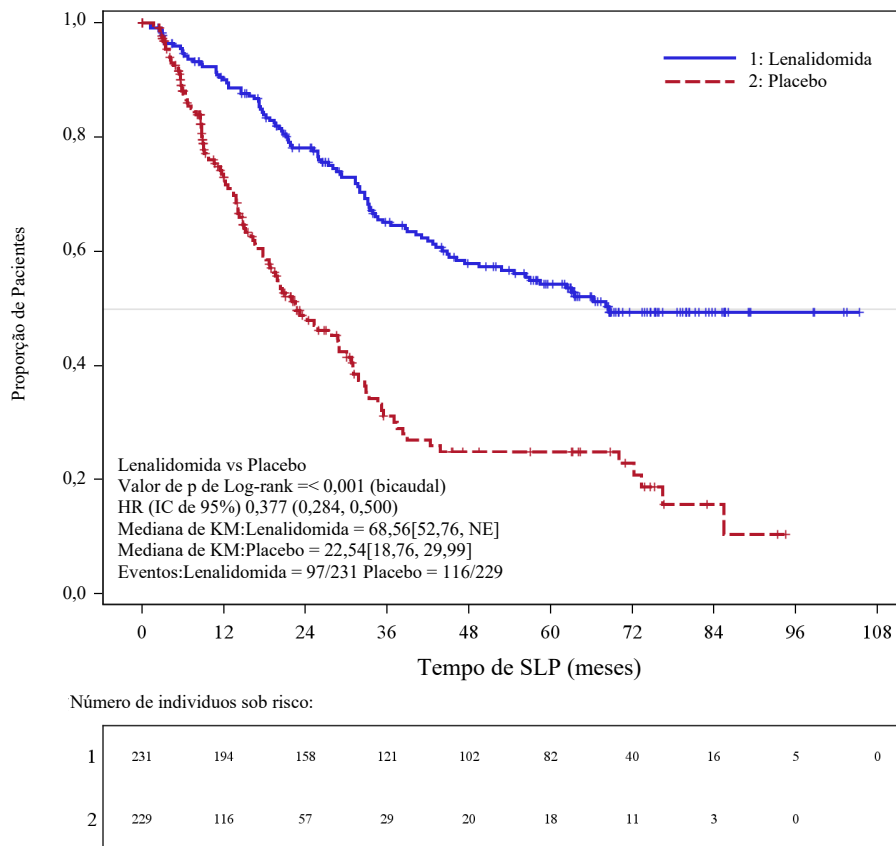 1,0
0,8
0,6
0,4
0,2
0,0
Proporção de Pacientes
1: Lenalidomida
2: Placebo
Lenalidomida vs Placebo
Valor de p de Log-rank =< 0,001 (bicaudal)
HR (IC de 95%) 0,377 (0,284, 0,500)
Mediana de KM:Lenalidomida = 68,56[52,76, NE]
Mediana de KM:Placebo = 22,54[18,76, 29,99]
Eventos:Lenalidomida = 97/231 Placebo = 116/229
0 12 24 36 48 60 72 84 96 108
Tempo de SLP (meses)
Número de individuos sob risco:
1 231 194 158 121 102 82 40 16 5 0
2 229 116 57 29 20 18 11 3 0